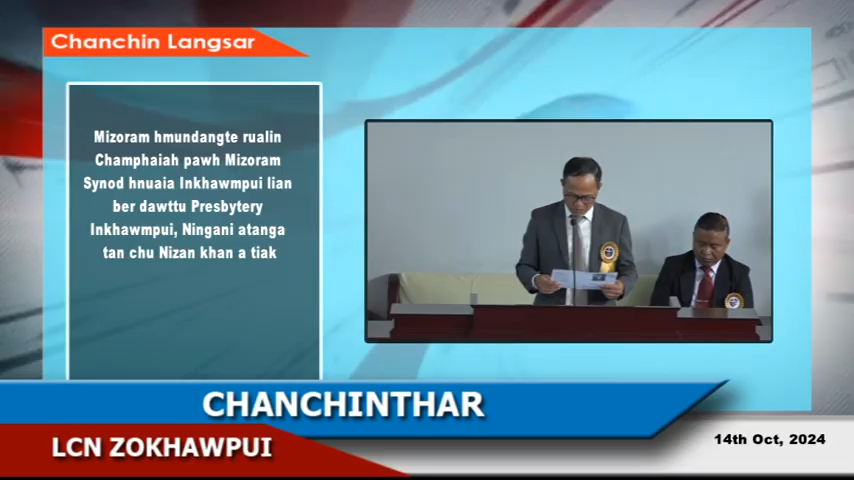 Chanchin Langsar
Mizoram hmundangte rualin
Champhaiah pawh Mizoram
Synod hnuaia Inkhawmpui lian
ber dawttu Presbytery
Inkhawmpui, Ningani atanga
tan chu Nizan khan a tiak
CHANCHINTHAR
LCN ZOKHAWPUI
14th Oct, 2024